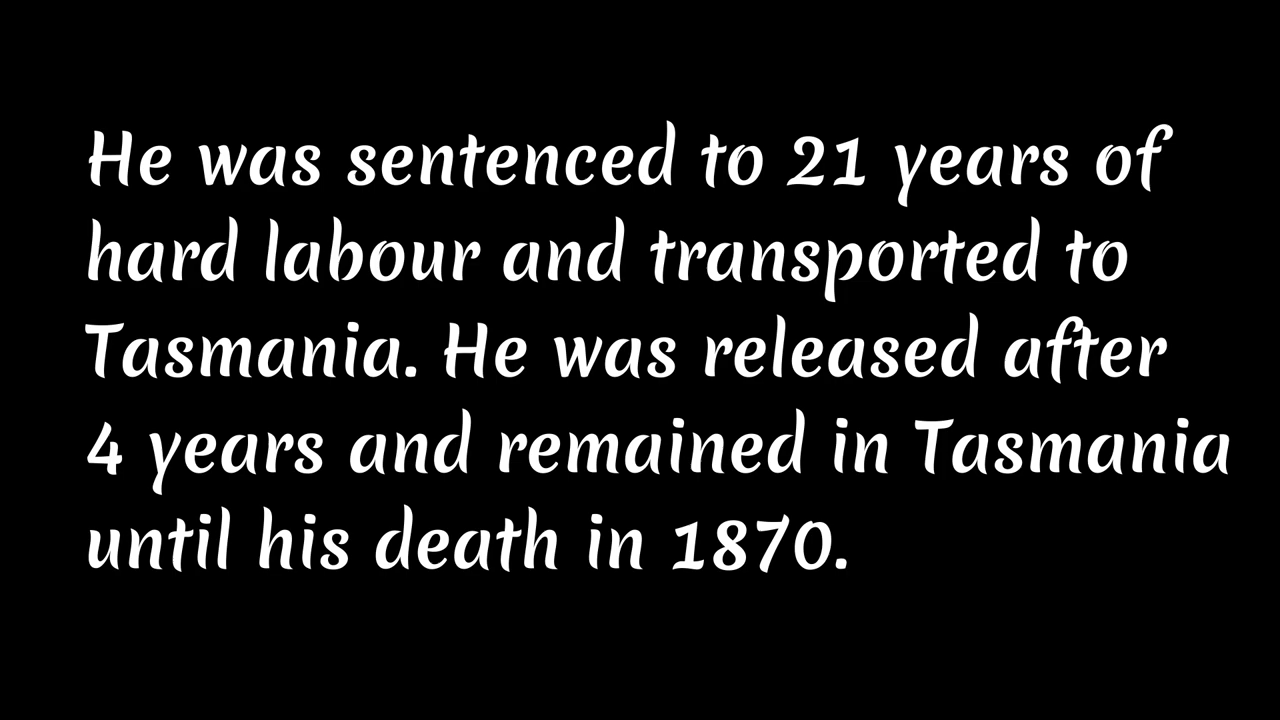 He was sentenced to 21 years of
hard labour and transported to
Tasmania. He was released after
4 years and remained in Tasmania
until his death in 1870.